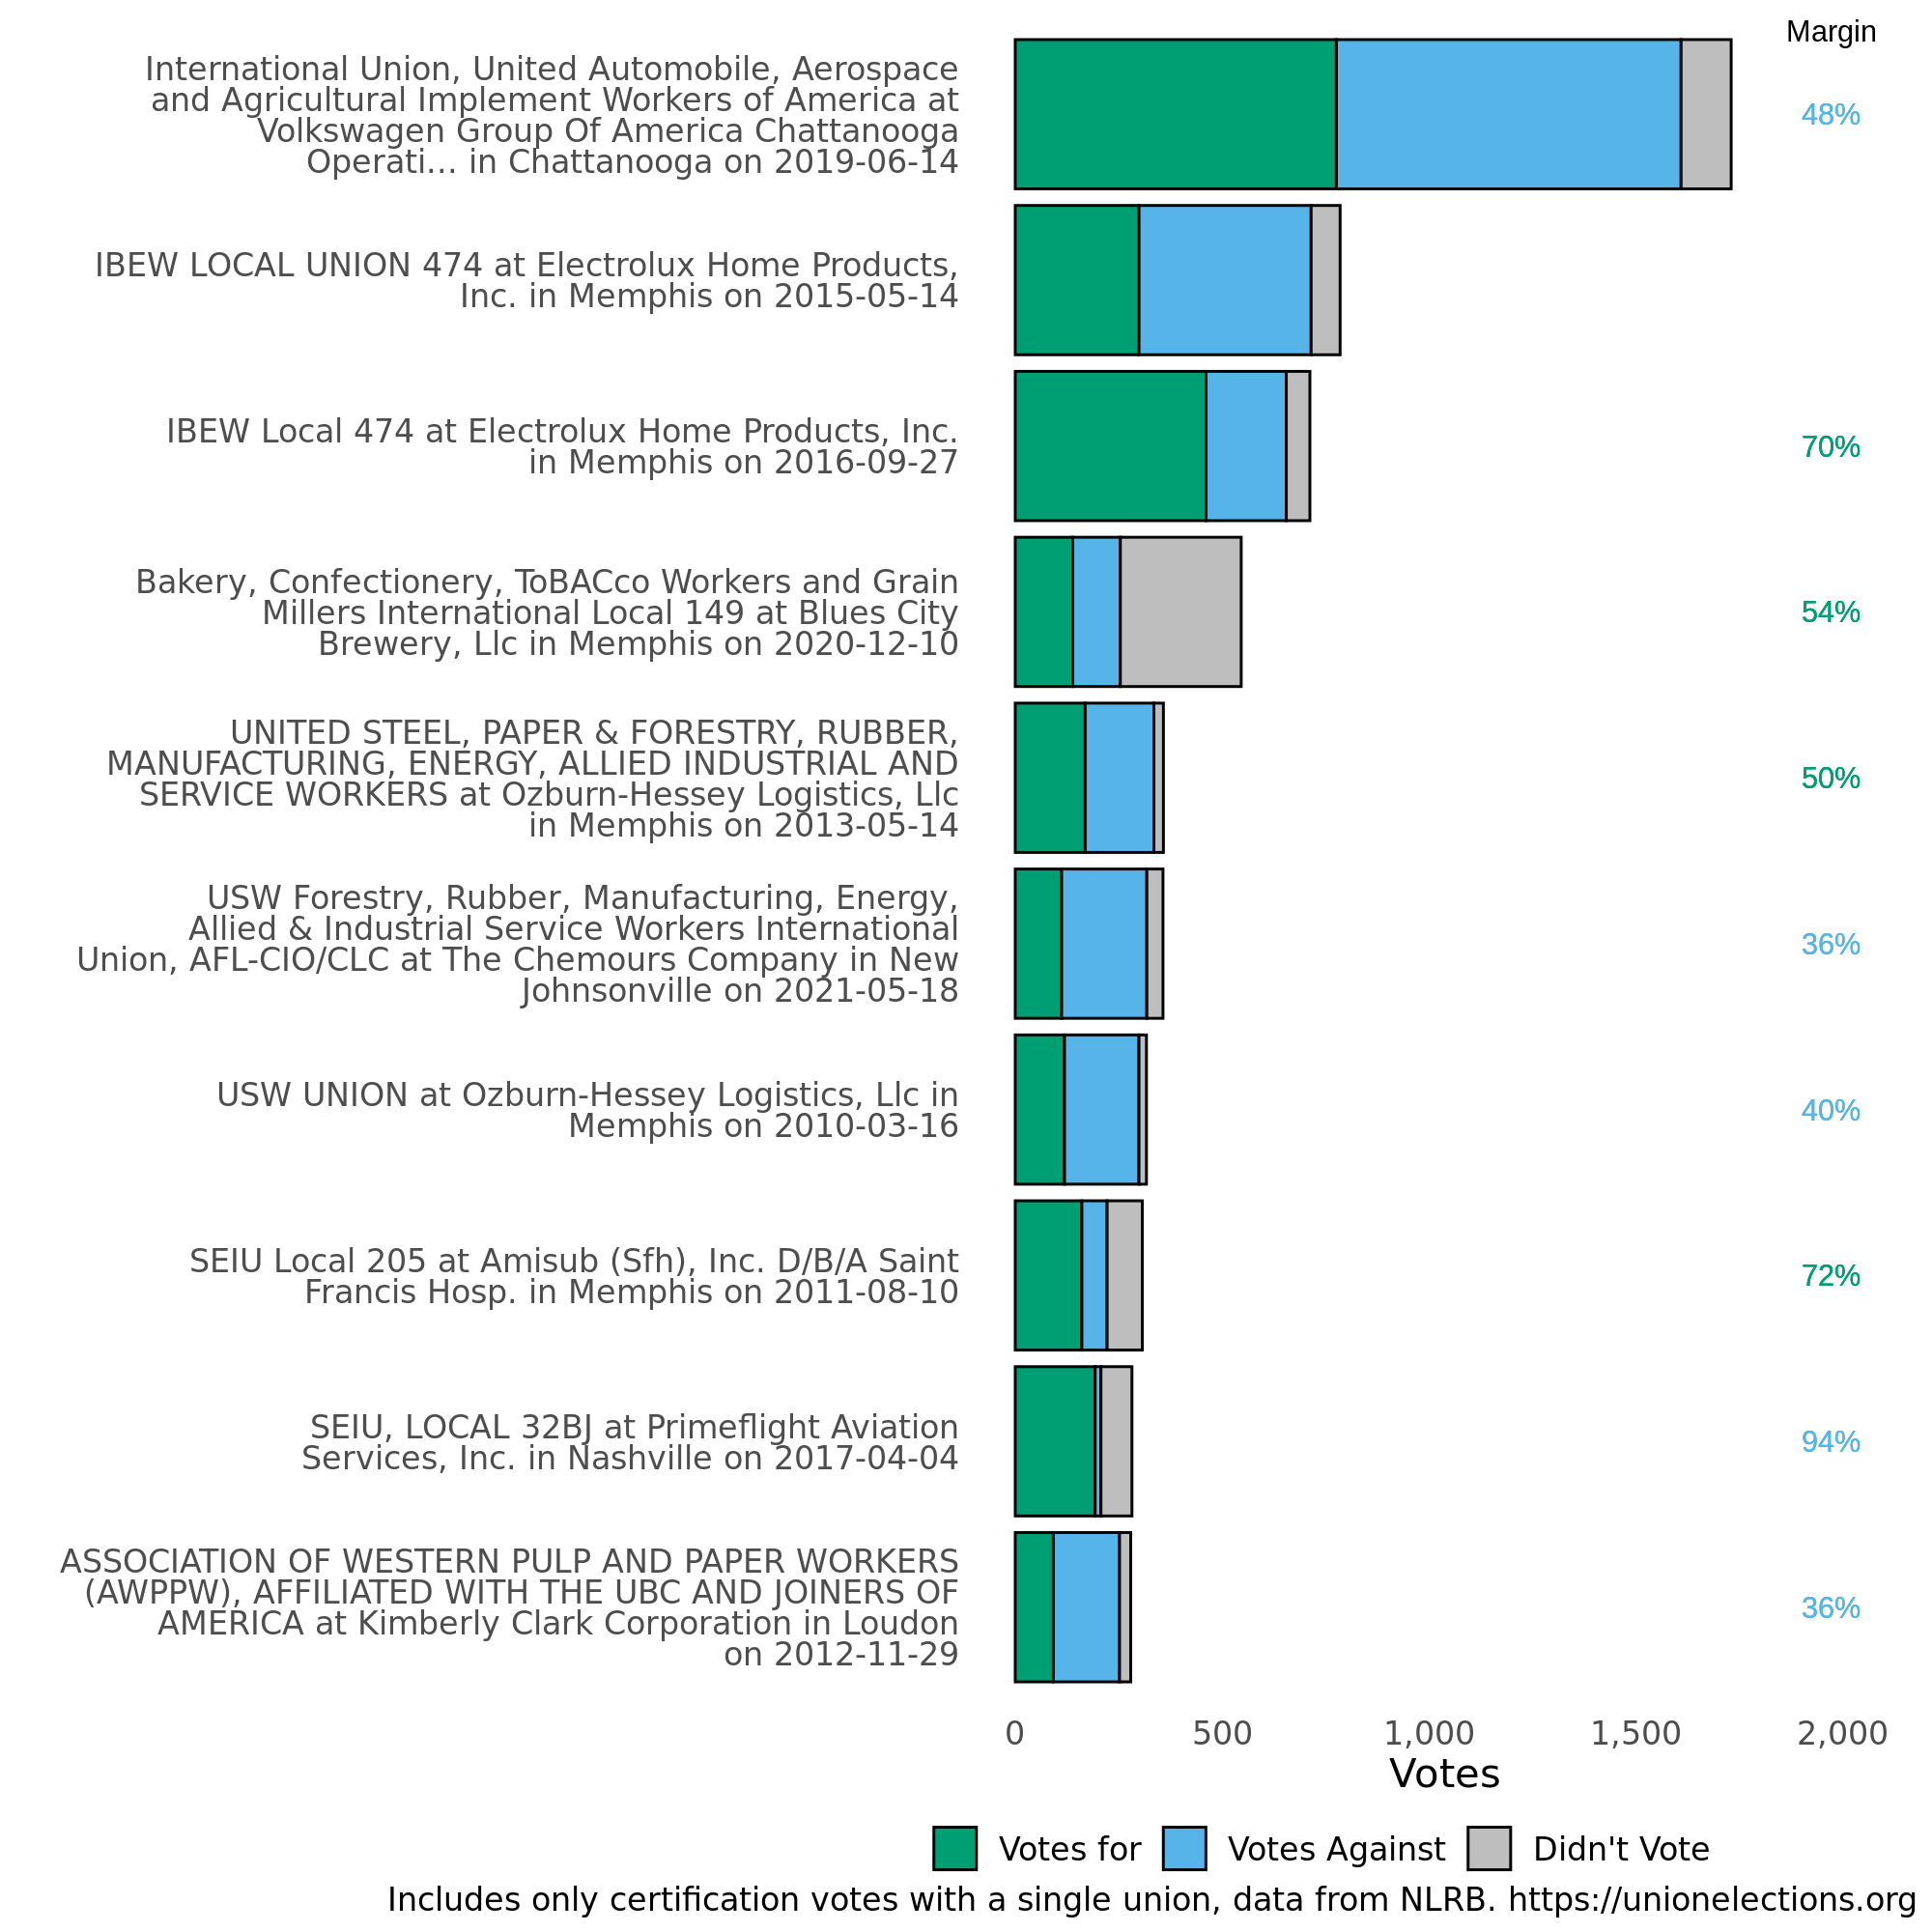 Margin
International Union, United Automobile, Aerospace
and Agricultural Implement Workers of America at
Volkswagen Group Of America Chattanooga
Operati... in Chattanooga on 2019-06-14
48%
IBEW LOCAL UNION 474 at Electrolux Home Products,
Inc. in Memphis on 2015-05-14
IBEW Local 474 at Electrolux Home Products, Inc.
in Memphis on 2016-09-27
70%
Bakery, Confectionery, ToBACco Workers and Grain
Millers International Local 149 at Blues City
Brewery, Llc in Memphis on 2020-12-10
54%
UNITED STEEL, PAPER & FORESTRY, RUBBER,
MANUFACTURING, ENERGY, ALLIED INDUSTRIAL AND
SERVICE WORKERS at Ozburn-Hessey Logistics, Llc
in Memphis on 2013-05-14
50%
USW Forestry, Rubber, Manufacturing, Energy,
Allied & Industrial Service Workers International
Union, AFL-CIO/CLC at The Chemours Company in New
Johnsonville on 2021-05-18
36%
USW UNION at Ozburn-Hessey Logistics, Llc in
Memphis on 2010-03-16
40%
SEIU Local 205 at Amisub (Sfh), Inc. D/B/A Saint
Francis Hosp. in Memphis on 2011-08-10
72%
SEIU, LOCAL 32BJ at Primeflight Aviation
Services, Inc. in Nashville on 2017-04-04
94%
ASSOCIATION OF WESTERN PULP AND PAPER WORKERS
(AWPPW), AFFILIATED WITH THE UBC AND JOINERS OF
AMERICA at Kimberly Clark Corporation in Loudon
on 2012-11-29
36%
0 500 1,000 1,500 2,000
Votes
Votes for Votes Against Didn't Vote
Includes only certification votes with a single union, data from NLRB. https://unionelections.org